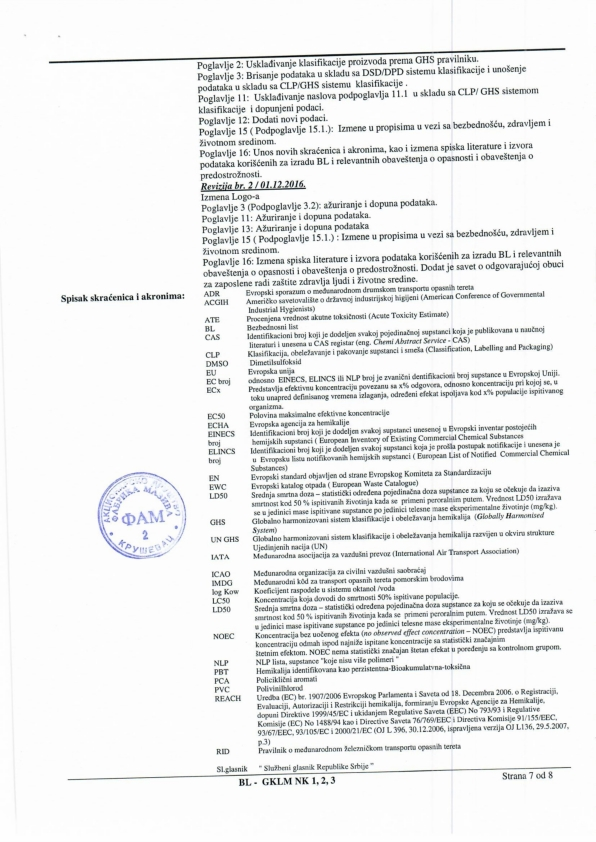 Poglavlje 2: Usklađivanje klasifikacije proizvoda prema GHS pravilniku.
Poglavlje 3: Brisanje podataka u skladu sa DSD/DPD sistemu klasifikacije i unošenje
podataka u skladu sa CLP/GHS sistemu klasifikacije .
Poglavlje 11: Usklađivanje naslova podpoglavlja 11.1 u skladu sa CLP/ GHS sistemom
klasifikacije i dopunjeni podaci.
Poglavlje 12: Dodati novi podaci.
Poglavlje 15 ( Podpoglavlje 15.1.): Izmene u propisima u vezi sa bezbednošću, zdravljem i
životnom sredinom.
Poglavlje 16: Unos novih skraćenica i akronima, kao i izmena spiska literature i izvora
podataka korišćenih za izradu BL i relevantnih obaveštenja o opasnosti i obaveštenja o
predostrožnosti.
Revizija br. 2 / 01.12.2016.
Izmena Logo-a
Poglavlje 3 (Podpoglavlje 3.2): ažuriranje i dopuna podataka.
Poglavlje 11: Ažuriranje i dopuna podataka.
Poglavlje 13: Ažuriranje i dopuna podataka
Poglavlje 15 ( Podpoglavlje 15.1.) : Izmene u propisima u vezi sa bezbednošću, zdravljem i
životnom sredinom.
Poglavlje 16: Izmena spiska literature i izvora podataka korišćenih za izradu BL i relevantnih
obaveštenja o opasnosti i obaveštenja o predostrožnosti. Dodat je savet o odgovarajućoj obuci
za zaposlene radi zaštite zdravlja ljudi i životne sredine.
Spisak skraćenica i akronima:
ADR Evropski sporazum o međunarodnom drumskom transportu opasnih tereta
ACGIH Američko savetovalište o državnoj industrijskoj higijeni (American Conference of Governmental
Industrial Hygienists)
ATE Procenjena vrednost akutne toksičnosti (Acute Toxicity Estimate)
BL Bezbednosni list
CAS Identifikacioni broj koji je dodeljen svakoj pojedinačnoj supstanci koja je publikovana u naučnoj
literaturi i unesena u CAS registar (eng. Chemi Abstract Service - CAS)
CLP Klasifikacija, obeležavanje i pakovanje supstanci i smeša (Classification, Labelling and Packaging)
DMSO Dimetilsulfoksid
EU Evropska unija
EC broj odnosno EINECS, ELINCS ili NLP broj je zvanični dentifikacioni broj supstance u Evropskoj Uniji.
ECx Predstavlja efektivnu koncentraciju povezanu sa x% odgovora, odnosno koncentraciju pri kojoj se, u
toku unapred definisanog vremena izlaganja, određeni efekat ispoljava kod x% populacije ispitivanog
organizma.
EC50 Polovina maksimalne efektivne koncentracije
ECHA Evropska agencija za hemikalije
EINECS Identifikacioni broj koji je dodeljen svakoj supstanci unesenoj u Evropski inventar postojećih
broj hemijskih supstanci ( European Inventory of Existing Commercial Chemical Substances
ELINCS Identifikacioni broj koji je dodeljen svakoj supstanci koja je prošla postupak notifikacije i unesena je
broj u Evropsku listu notifikovanih hemijskih supstanci ( European List of Notified Commercial Chemical
Substances)
EN Evropski standard objavljen od strane Evropskog Komiteta za Standardizaciju
EWC Evropski katalog otpada ( European Waste Catalogue)
LD50 Srednja smrtna doza – statistički određena pojedinačna doza supstance za koju se očekuje da izaziva
smrtnost kod 50 % ispitivanih životinja kada se primeni peroralnim putem. Vrednost LD50 izražava
se u jedinici mase ispitivane supstance po jedinici telesne mase eksperimentalne životinje (mg/kg).
GHS Globalno harmonizovani sistem klasifikacije i obeležavanja hemikalija (Globally Harmonised
System)
UN GHS Globalno harmonizovani sistem klasifikacije i obeležavanja hemikalija razvijen u okviru strukture
Ujedinjenih nacija (UN)
IATA Međunarodna asocijacija za vazdušni prevoz (International Air Transport Association)
ICAO Međunarodna organizacija za civilni vazdušni saobraćaj
IMDG Međunarodni kôd za transport opasnih tereta pomorskim brodovima
log Kow Koeficijent raspodele u sistemu oktanol /voda
LC50 Koncentracija koja dovodi do smrtnosti 50% ispitivane populacije.
LD50 Srednja smrtna doza – statistički određena pojedinačna doza supstance za koju se očekuje da izaziva
smrtnost kod 50 % ispitivanih životinja kada se primeni peroralnim putem. Vrednost LD50 izražava se
u jedinici mase ispitivane supstance po jedinici telesne mase eksperimentalne životinje (mg/kg).
NOEC Koncentracija bez uočenog efekta (no observed effect concentration – NOEC) predstavlja ispitivanu
koncentraciju odmah ispod najniže ispitane koncentracije sa statistički značajnim
štetnim efektom. NOEC nema statistički značajan štetan efekat u poređenju sa kontrolnom grupom.
NLP NLP lista, supstance "koje nisu više polimeri "
PBT Hemikalija identifikovana kao perzistentna-Bioakumulatvna-toksična
PCA Policiklični aromati
PVC Polivinilhlorod
REACH Uredba (EC) br. 1907/2006 Evropskog Parlamenta i Saveta od 18. Decembra 2006. o Registraciji,
Evaluaciji, Autorizaciji i Restrikciji hemikalija, formiranju Evropske Agencije za Hemikalije,
dopuni Direktive 1999/45/EC i ukidanjem Regulative Saveta (EEC) No 793/93 i Regulative
Komisije (EC) No 1488/94 kao i Directive Saveta 76/769/EEC i Directiva Komisije 91/155/EEC,
93/67/EEC, 93/105/EC i 2000/21/EC (OJ L 396, 30.12.2006, ispravljena verzija OJ L136, 29.5.2007,
p.3)
RID Pravilnik o međunarodnom železničkom transportu opasnih tereta
Sl.glasnik " Službeni glasnik Republike Srbije "
ФАБРИКА МАЗИВА
ФАМ
2
КРУШЕВАЦ
BL - GKLM NK 1, 2, 3
Strana 7 od 8